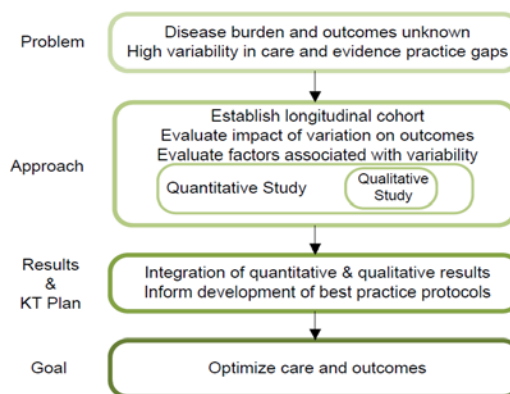 Problem
Disease burden and outcomes unknown
High variability in care and evidence practice gaps
Approach
Establish longitudinal cohort
Evaluate impact of variation on outcomes
Evaluate factors associated with variability
Quantitative Study
Qualitative
Study
Results
&
KT Plan
Integration of quantitative & qualitative results
Inform development of best practice protocols
Goal
Optimize care and outcomes